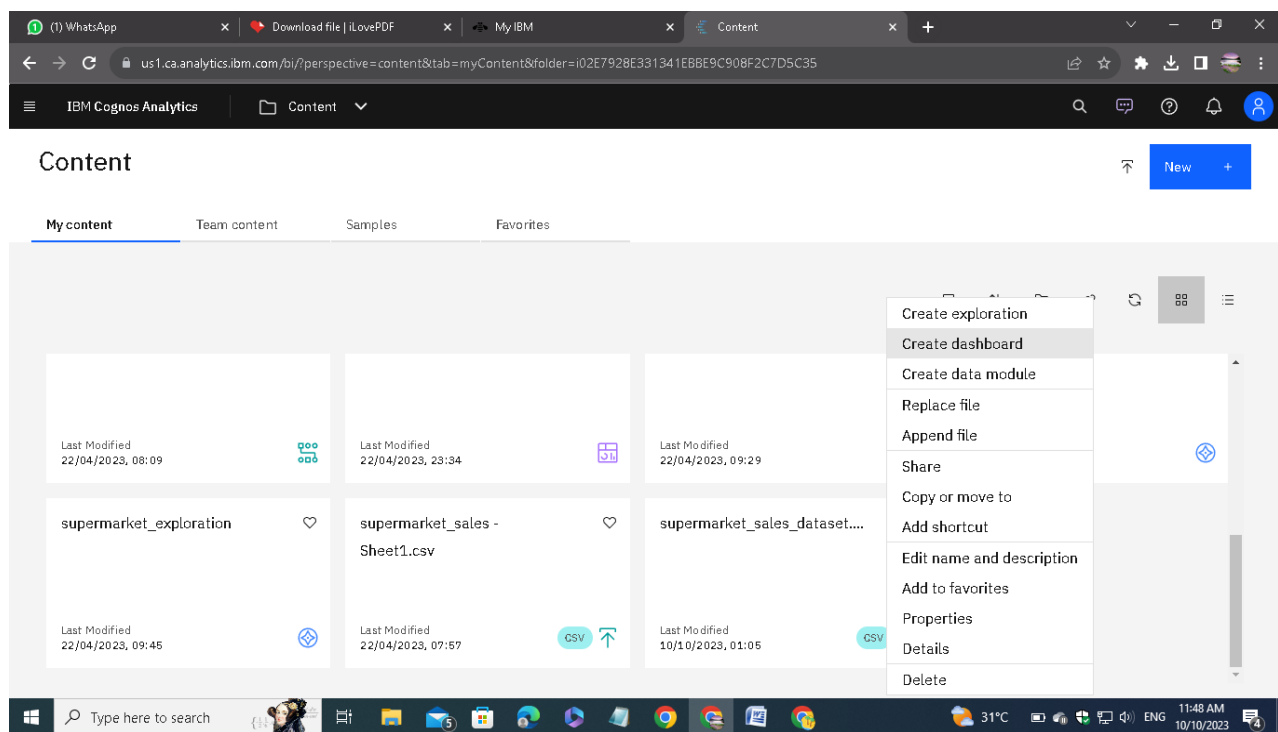 (1) WhatsApp
Download file | iLovePDF
My IBM
Content
us1.ca.analytics.ibm.com/bi/?perspective=content&tab=myContent&folder=i02E7928E331341EBBE9C908F2C7D5C35
IBM Cognos Analytics
Content
Content
New +
My content
Team content
Samples
Favorites
Create exploration
Create dashboard
Create data module
Replace file
Append file
Share
Copy or move to
Add shortcut
Edit name and description
Add to favorites
Properties
Details
Delete
Last Modified
22/04/2023, 08:09
Last Modified
22/04/2023, 23:34
Last Modified
22/04/2023, 09:29
supermarket_exploration
Last Modified
22/04/2023, 09:45
supermarket_sales -
Sheet1.csv
Last Modified
22/04/2023, 07:57
CSV
supermarket_sales_dataset....
Last Modified
10/10/2023, 01:05
CSV
Type here to search
5
31°C
ENG
11:48 AM
10/10/2023
4